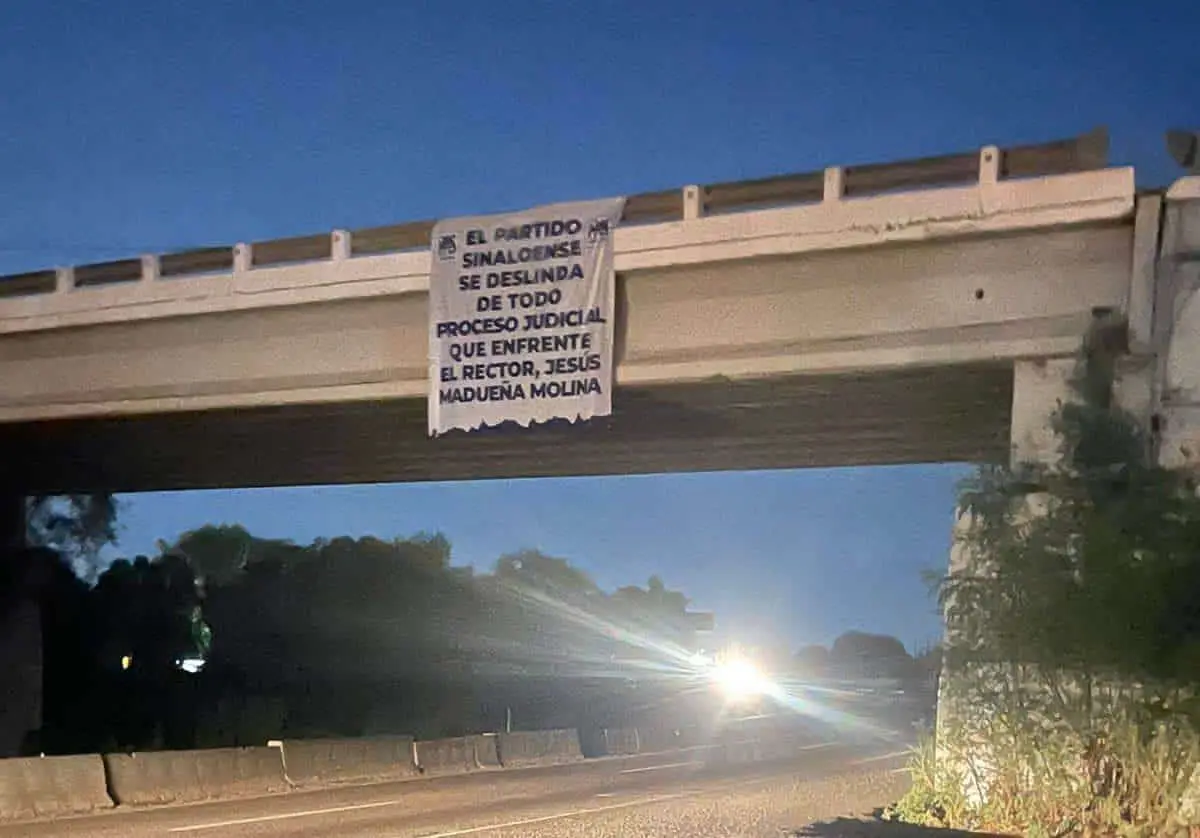 EL PARTIDO
SINALOENSE
SE DESLINDA
DE TODO
PROCESO JUDICIAL
QUE ENFRENTE
EL RECTOR, JESÚS
MADUEÑA MOLINA